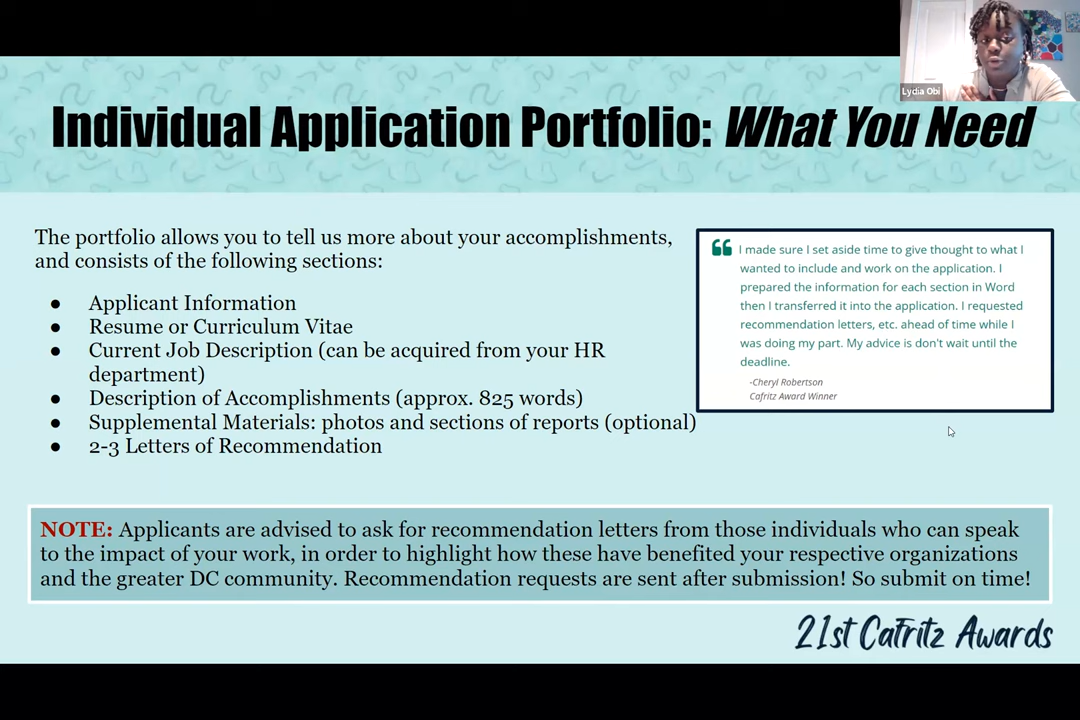 Lydia Obi
Individual Application Portfolio: What You Need
The portfolio allows you to tell us more about your accomplishments,
and consists of the following sections:
● Applicant Information
● Resume or Curriculum Vitae
● Current Job Description (can be acquired from your HR
department)
● Description of Accomplishments (approx. 825 words)
● Supplemental Materials: photos and sections of reports (optional)
● 2-3 Letters of Recommendation
“ I made sure I set aside time to give thought to what I
wanted to include and work on the application. I
prepared the information for each section in Word
then I transferred it into the application. I requested
recommendation letters, etc. ahead of time while I
was doing my part. My advice is don't wait until the
deadline.
-Cheryl Robertson
Cafritz Award Winner
NOTE: Applicants are advised to ask for recommendation letters from those individuals who can speak
to the impact of your work, in order to highlight how these have benefited your respective organizations
and the greater DC community. Recommendation requests are sent after submission! So submit on time!
21st Cafritz Awards